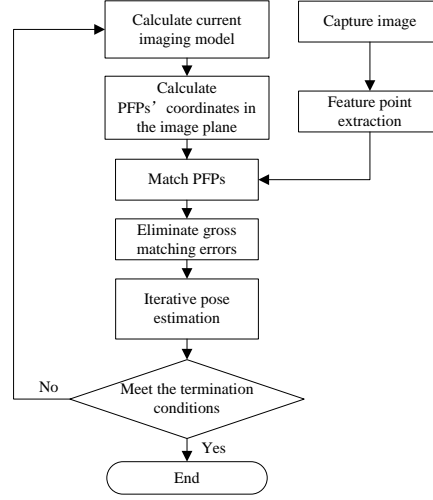 Calculate current
imaging model
Capture image
Calculate
PFPs’ coordinates in
the image plane
Feature point
extraction
Match PFPs
Eliminate gross
matching errors
Iterative pose
estimation
No
Meet the termination
conditions
Yes
End